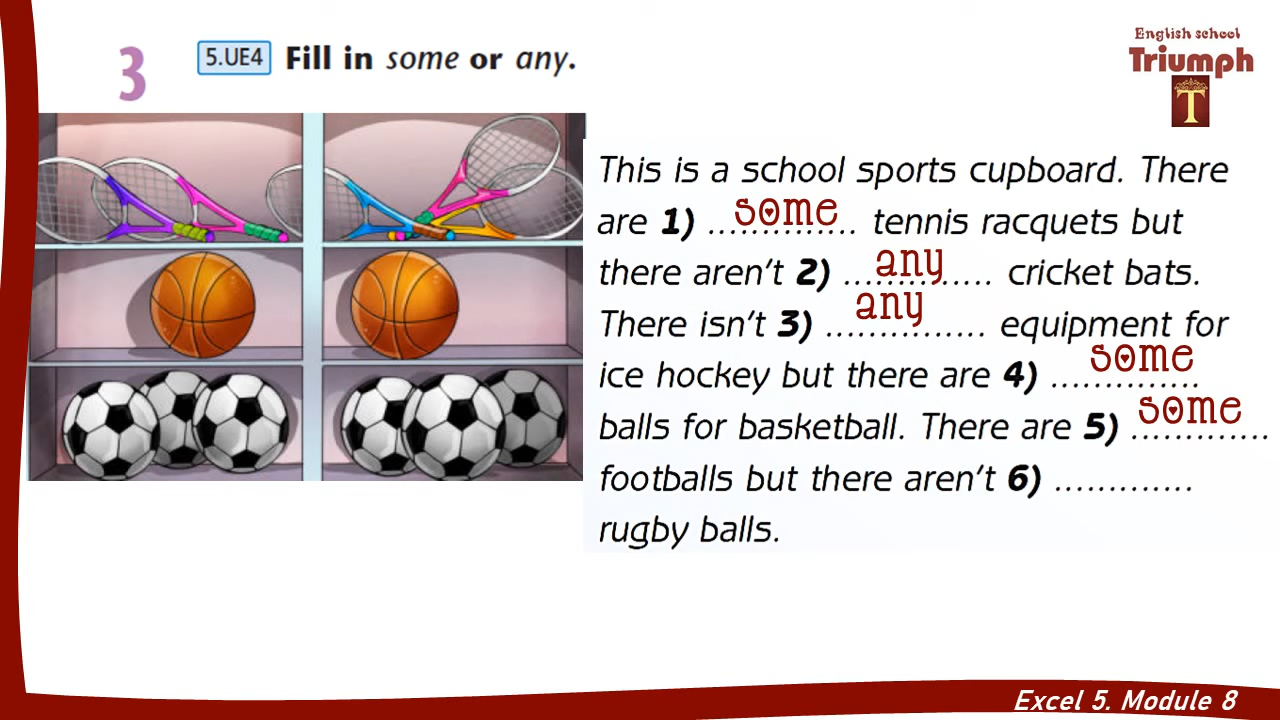 English school
Triumph
T
3 5.UE4 Fill in some or any.
This is a school sports cupboard. There
are 1) ....some.... tennis racquets but
there aren't 2) ....any.... cricket bats.
There isn't 3) ....any.... equipment for
ice hockey but there are 4) ....some....
balls for basketball. There are 5) ....some....
footballs but there aren't 6) .............
rugby balls.
Excel 5. Module 8